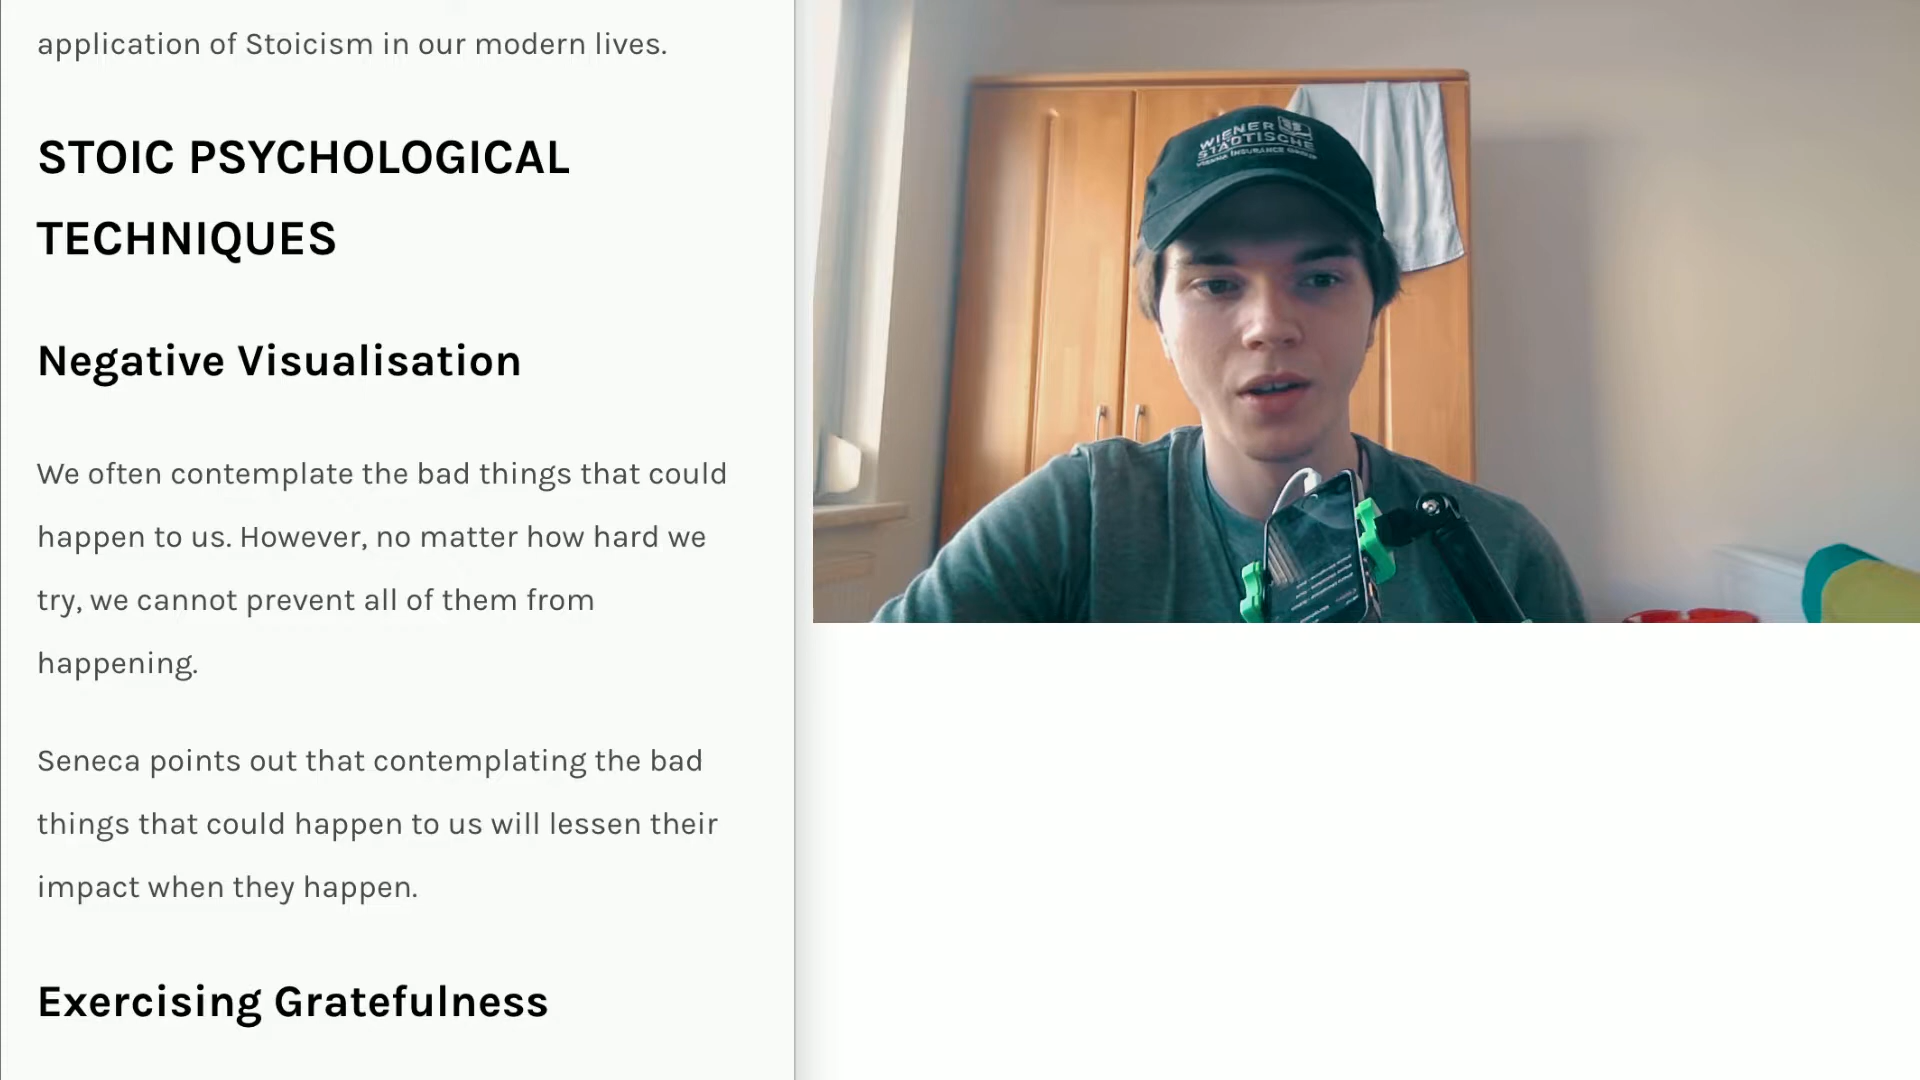 application of Stoicism in our modern lives.
STOIC PSYCHOLOGICAL
TECHNIQUES
Negative Visualisation
We often contemplate the bad things that could
happen to us. However, no matter how hard we
try, we cannot prevent all of them from
happening.
Seneca points out that contemplating the bad
things that could happen to us will lessen their
impact when they happen.
Exercising Gratefulness
WIENER
STÄDTISCHE
VIENNA INSURANCE GROUP